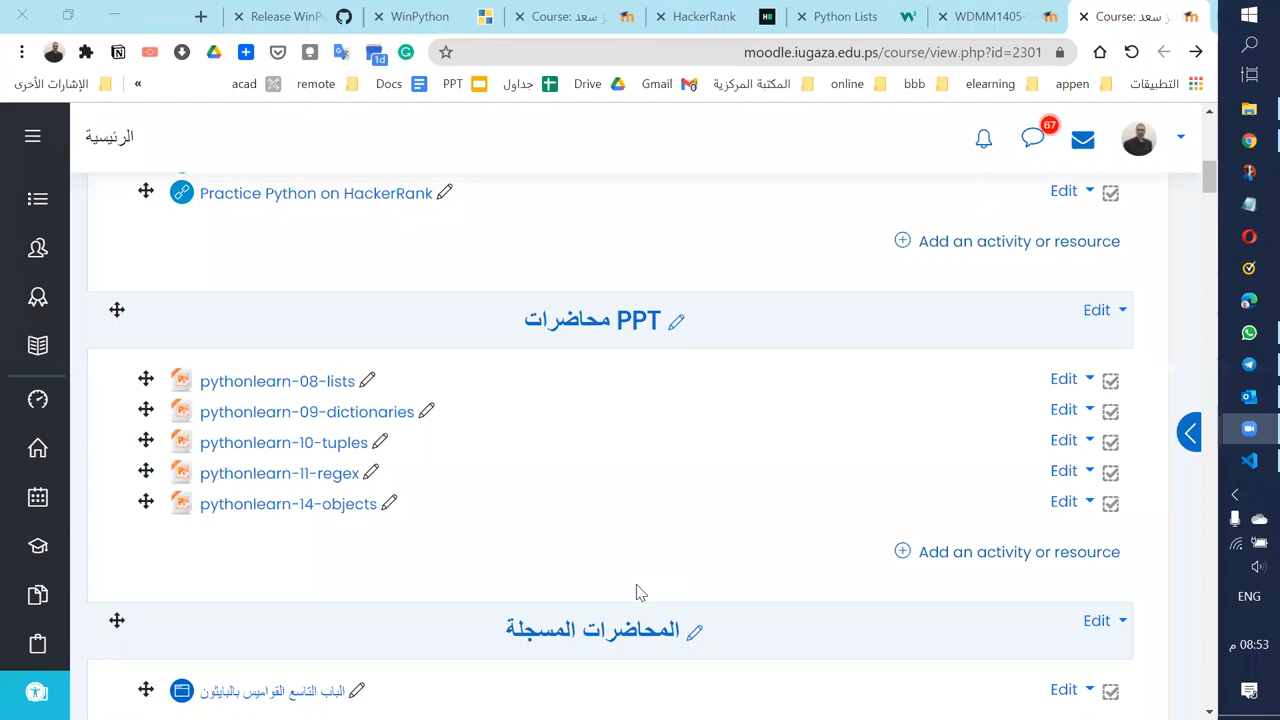 Release WinPy
WinPython
Course: ز سعد
HackerRank
Python Lists
WDMM1405-
Course: ز سعد
moodle.iugaza.edu.ps/course/view.php?id=2301
1d
الإشارات الأخرى
«
acad
remote
Docs
PPT
جداول
Drive
Gmail
المكتبة المركزية
online
bbb
elearning
appen
التطبيقات
الرئيسية
67
Practice Python on HackerRank
Edit
Add an activity or resource
محاضرات PPT
Edit
pythonlearn-08-lists
Edit
pythonlearn-09-dictionaries
Edit
pythonlearn-10-tuples
Edit
pythonlearn-11-regex
Edit
pythonlearn-14-objects
Edit
Add an activity or resource
المحاضرات المسجلة
Edit
الباب التاسع القواميس بالبايثون
Edit
ENG
08:53 م